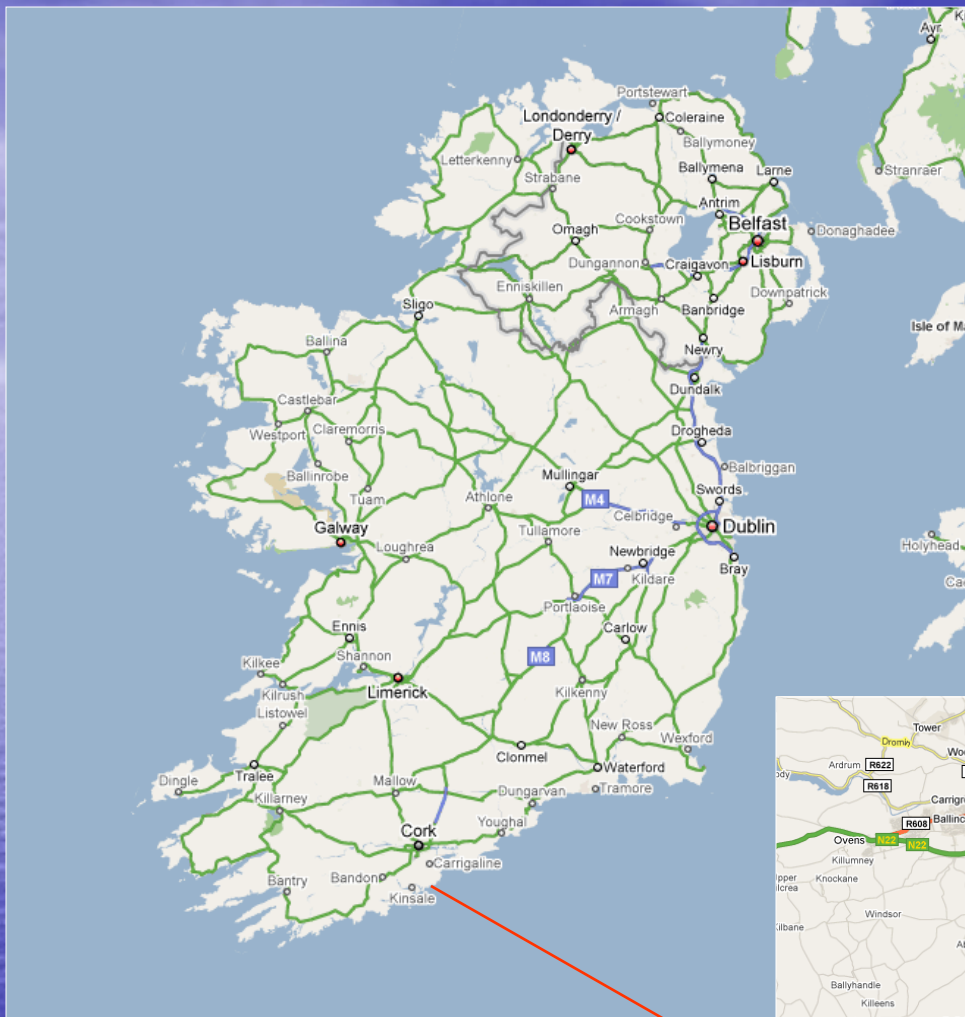 Ayr
Portstewart
Londonderry /
Derry
Coleraine
Ballymoney
Letterkenny
Strabane
Ballymena
Larne
Stranraer
Antrim
Cookstown
Belfast
Donaghadee
Omagh
Dungannon
Craigavon
Lisburn
Enniskillen
Armagh
Banbridge
Downpatrick
Sligo
Isle of Ma
Newry
Ballina
Dundalk
Castlebar
Westport
Claremorris
Drogheda
Ballinrobe
Mullingar
Balbriggan
Tuam
Athlone
M4
Swords
Celbridge
Galway
Tullamore
Dublin
Loughrea
Newbridge
Bray
Holyhead
M7
Kildare
Portlaoise
Ennis
Carlow
Shannon
M8
Kilkee
Kilrush
Limerick
Kilkenny
Listowel
New Ross
Wexford
Clonmel
Tralee
Waterford
Dingle
Mallow
Tramore
Killarney
Dungarvan
Cork
Youghal
Carrigaline
Bandon
Bantry
Kinsale
Tower
Ardrum
R622
R618
Carrigr
R608
Ballinc
Ovens
N22
N22
Killumney
Knockane
Windsor
Ballyhandle
Killeens